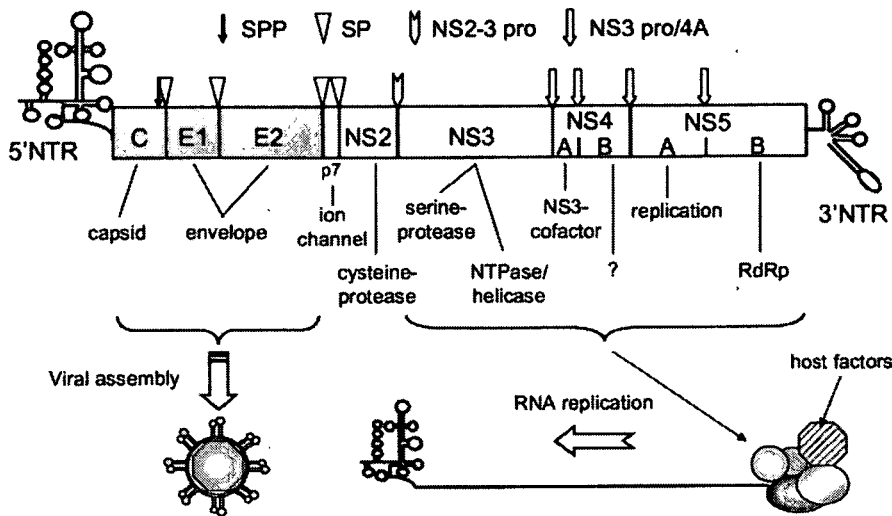 SPP SP NS2-3 pro NS3 pro/4A
5'NTR
C E1 E2 NS2 NS3 NS4 NS5
A B A B
p7
3'NTR
capsid
envelope
ion
channel
cysteine-
protease
serine-
protease
NTPase/
helicase
NS3-
cofactor
?
replication
RdRp
Viral assembly
RNA replication
host factors